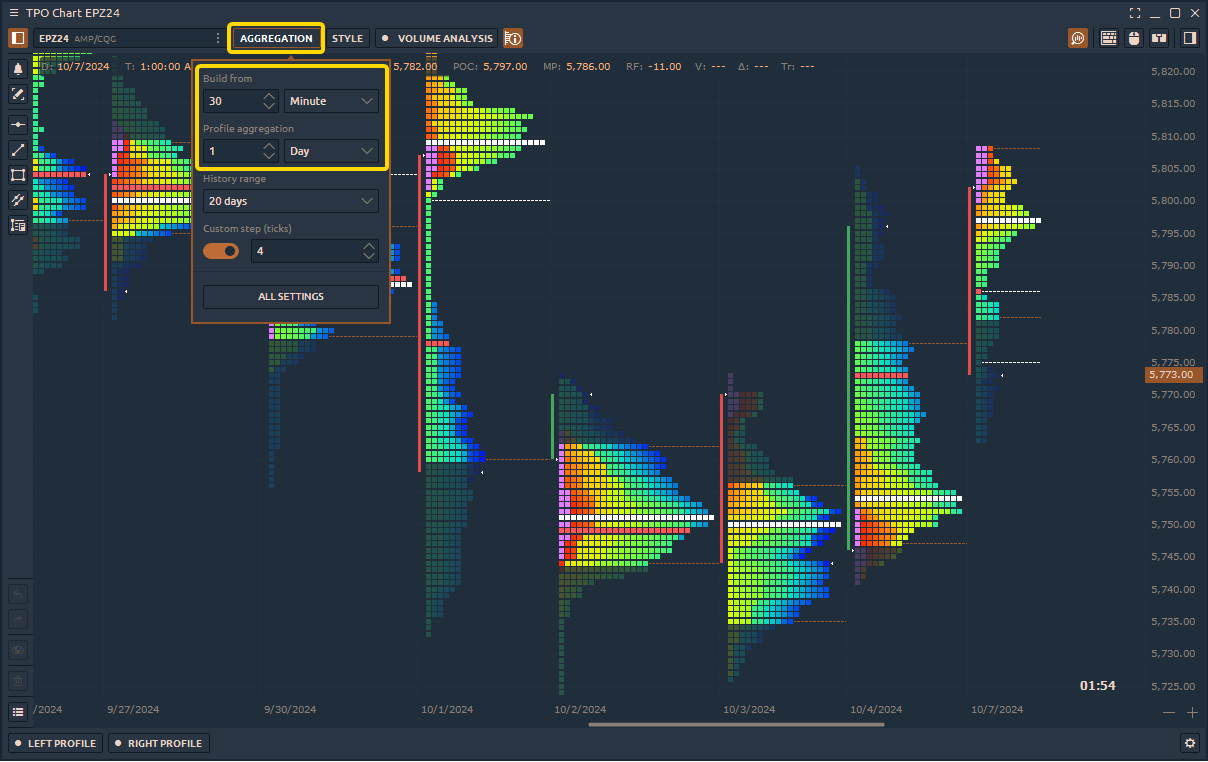 TPO Chart EPZ24
EPZ24 AMP/CQG
AGGREGATION
STYLE
VOLUME ANALYSIS
D: 10/7/2024 T: 1:00:00 A 5,782.00 POC: 5,797.00 MP: 5,786.00 RF: -11.00 V: --- Δ: --- Tr: ---
Build from
30 Minute
Profile aggregation
1 Day
History range
20 days
Custom step (ticks)
4
ALL SETTINGS
5,820.00
5,815.00
5,810.00
5,805.00
5,800.00
5,795.00
5,790.00
5,785.00
5,780.00
5,775.00
5,773.00
5,770.00
5,765.00
5,760.00
5,755.00
5,750.00
5,745.00
5,740.00
5,735.00
5,730.00
5,725.00
01:54
/2024 9/27/2024 9/30/2024 10/1/2024 10/2/2024 10/3/2024 10/4/2024 10/7/2024
LEFT PROFILE
RIGHT PROFILE